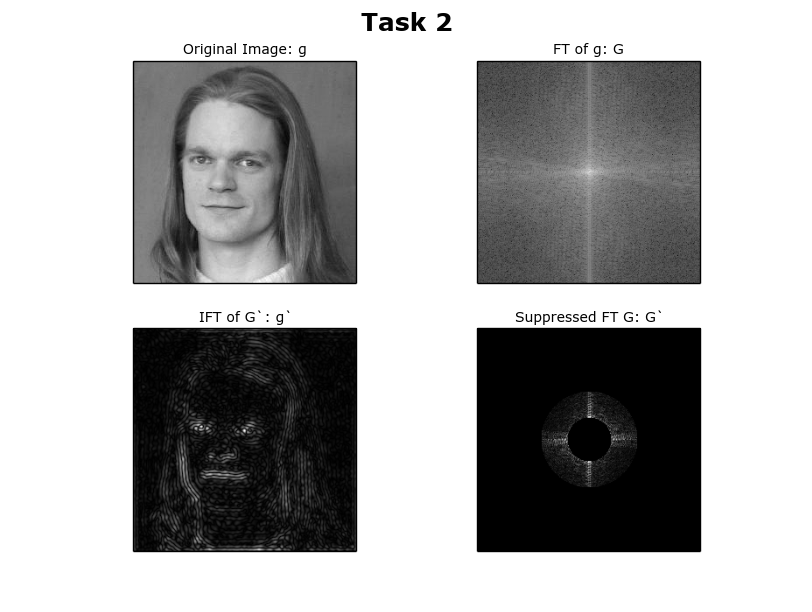 Task 2
Original Image: g
FT of g: G
IFT of G`: g`
Suppressed FT G: G`